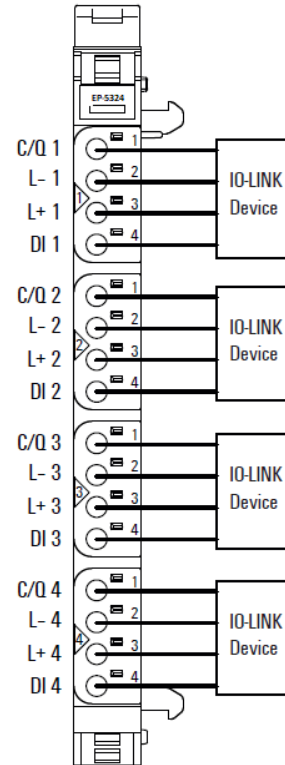 EP-5324
C/Q 1 1
L- 1 2
L+ 1 1 3
DI 1 4
IO-LINK
Device
C/Q 2 1
L- 2 2
L+ 2 2 3
DI 2 4
IO-LINK
Device
C/Q 3 1
L- 3 2
L+ 3 3 3
DI 3 4
IO-LINK
Device
C/Q 4 1
L- 4 2
L+ 4 4 3
DI 4 4
IO-LINK
Device